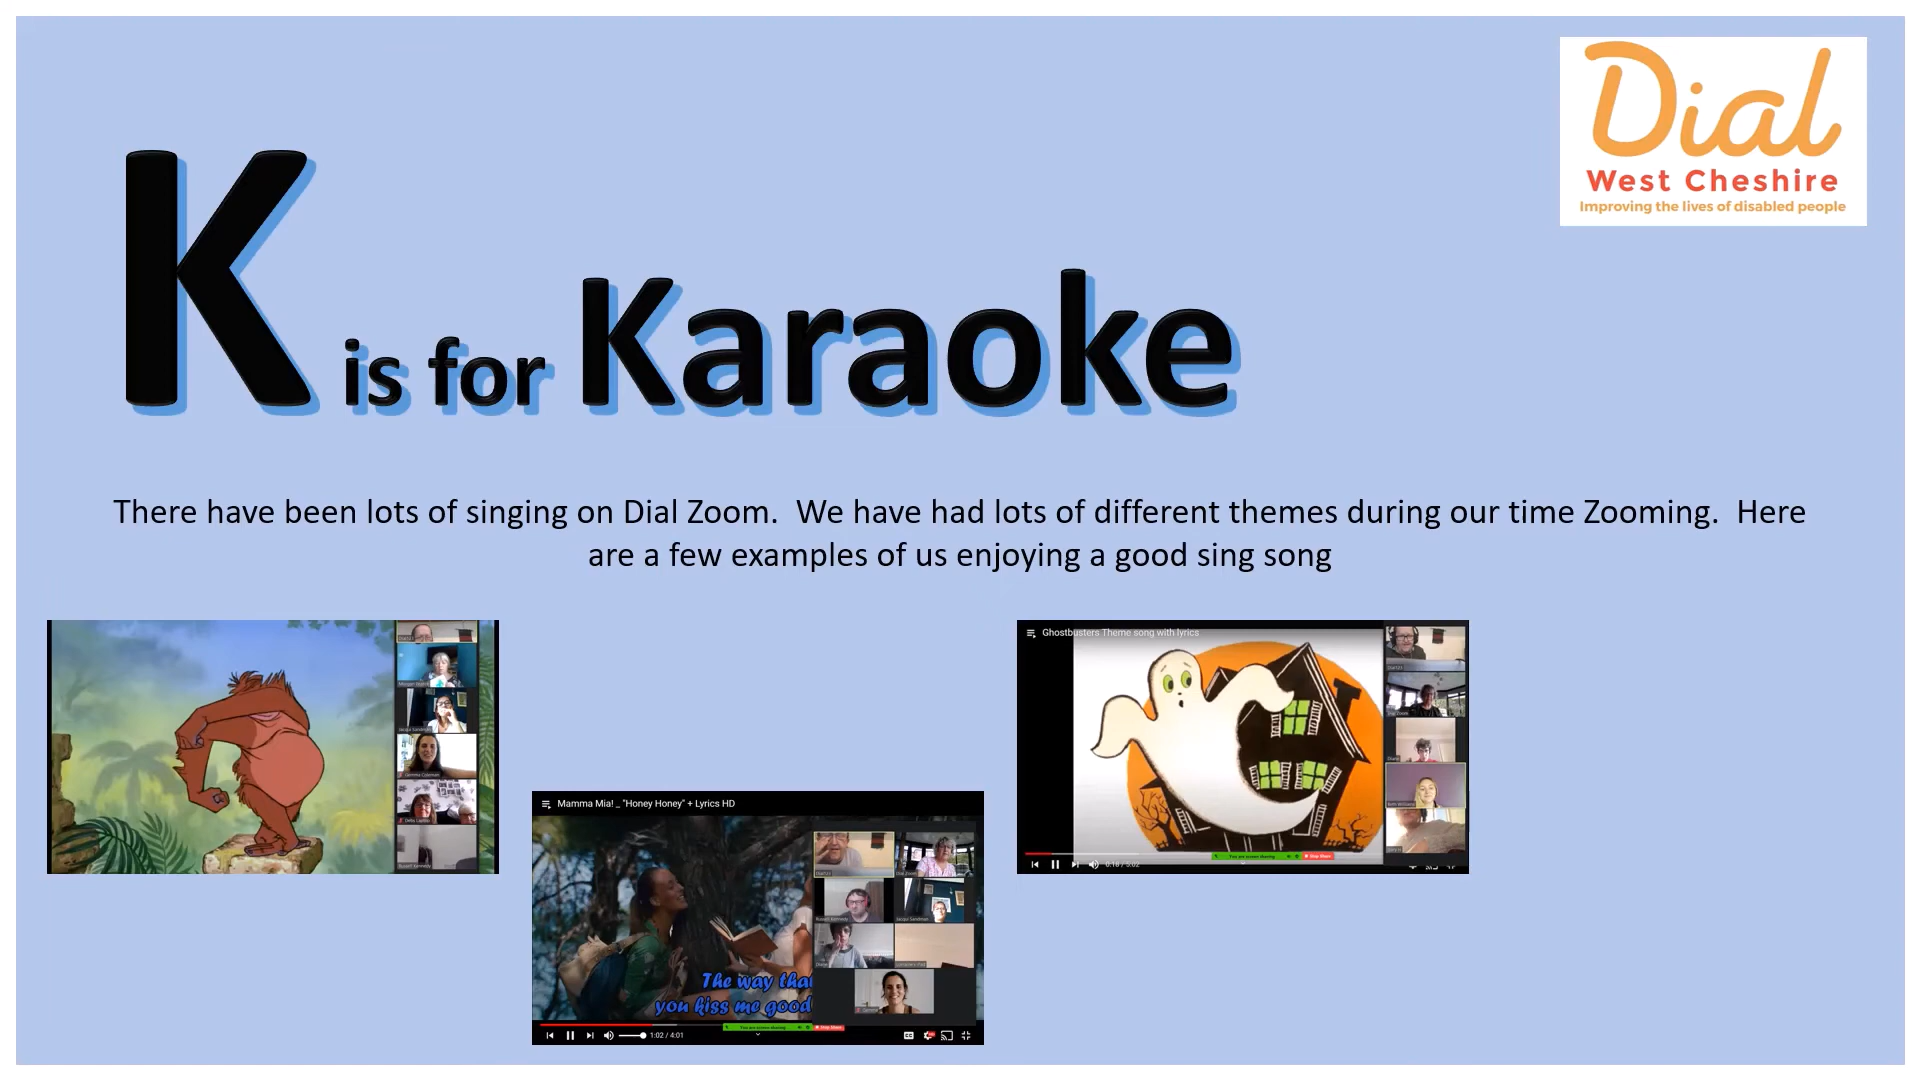 Dial
West Cheshire
Improving the lives of disabled people
K is for Karaoke
There have been lots of singing on Dial Zoom.  We have had lots of different themes during our time Zooming.  Here
are a few examples of us enjoying a good sing song
Ghostbusters Theme song with lyrics
Mamma Mia! _ "Honey Honey" + Lyrics HD
The way that
you kiss me good
1:02 / 4:01